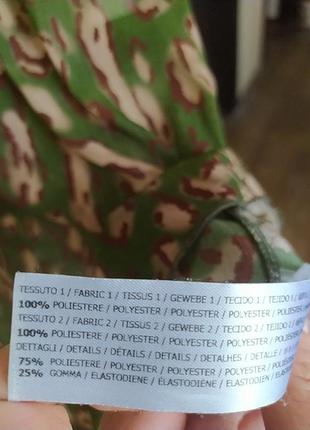 TESSUTO 1 / FABRIC 1 / TISSUS 1 / GEWEBE 1 / TECIDO 1 / TEJIDO 1 /
100% POLIESTERE / POLYESTER / POLYESTER / POLYESTER / POLIÉSTER
TESSUTO 2 / FABRIC 2 / TISSUS 2 / GEWEBE 2 / TECIDO 2 / TEJIDO 2 /
100% POLIESTERE / POLYESTER / POLYESTER / POLYESTER / POLIÉSTER
DETTAGLI / DETAILS / DÉTAILS / DETAILS / DETALHES / DETALLE /
75% POLIESTERE / POLYESTER / POLYESTER / POLYESTER / POLIÉSTER
25% GOMMA / ELASTODIENE / ÉLASTODIÈNE / ELASTODIEN /